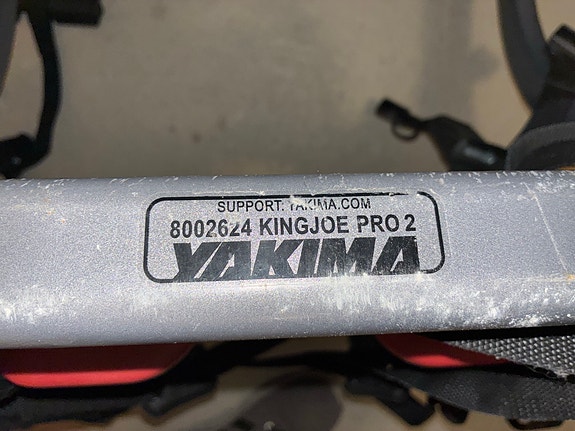 SUPPORT: YAKIMA.COM
8002624 KINGJOE PRO 2
YAKIMA